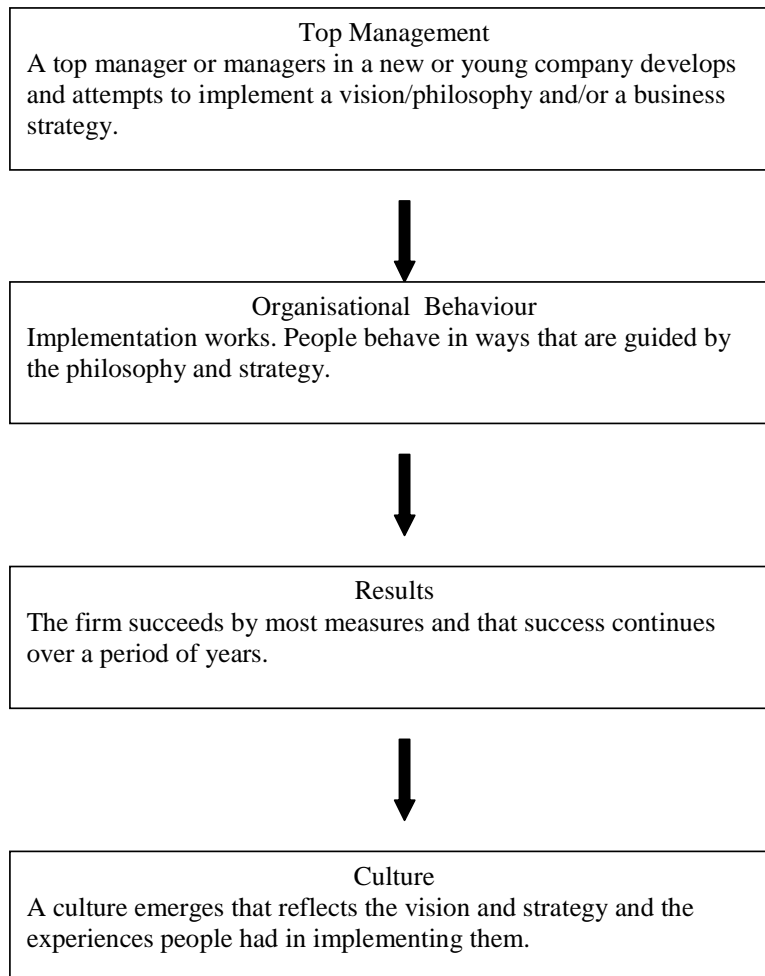 Top Management
A top manager or managers in a new or young company develops
and attempts to implement a vision/philosophy and/or a business
strategy.
Organisational Behaviour
Implementation works. People behave in ways that are guided by
the philosophy and strategy.
Results
The firm succeeds by most measures and that success continues
over a period of years.
Culture
A culture emerges that reflects the vision and strategy and the
experiences people had in implementing them.